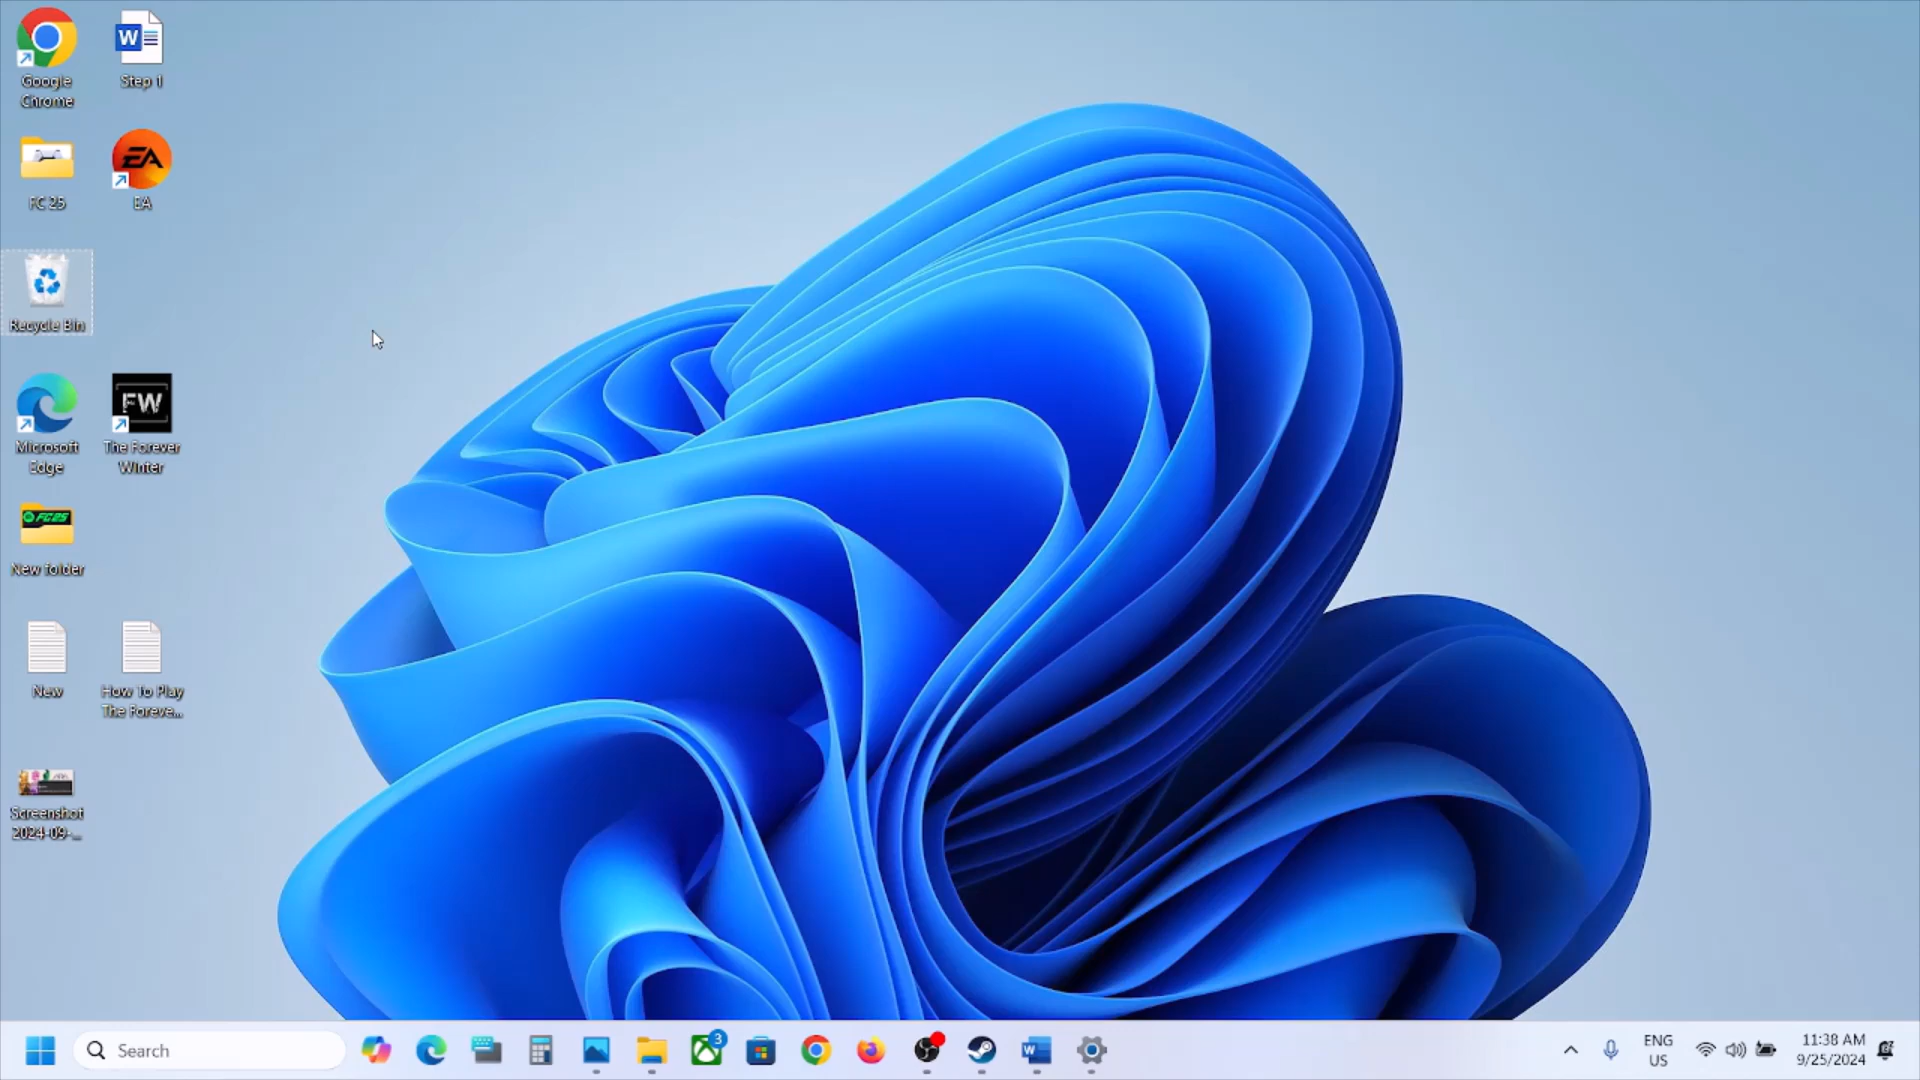 Google
Chrome
W
Step 1
FC 25
EA
EA
Recycle Bin
Microsoft
Edge
FW
The Forever
Winter
FC25
New folder
New
How To Play
The Foreve...
Screenshot
2024-09-...
Search
3
W
ENG
US
11:38 AM
9/25/2024